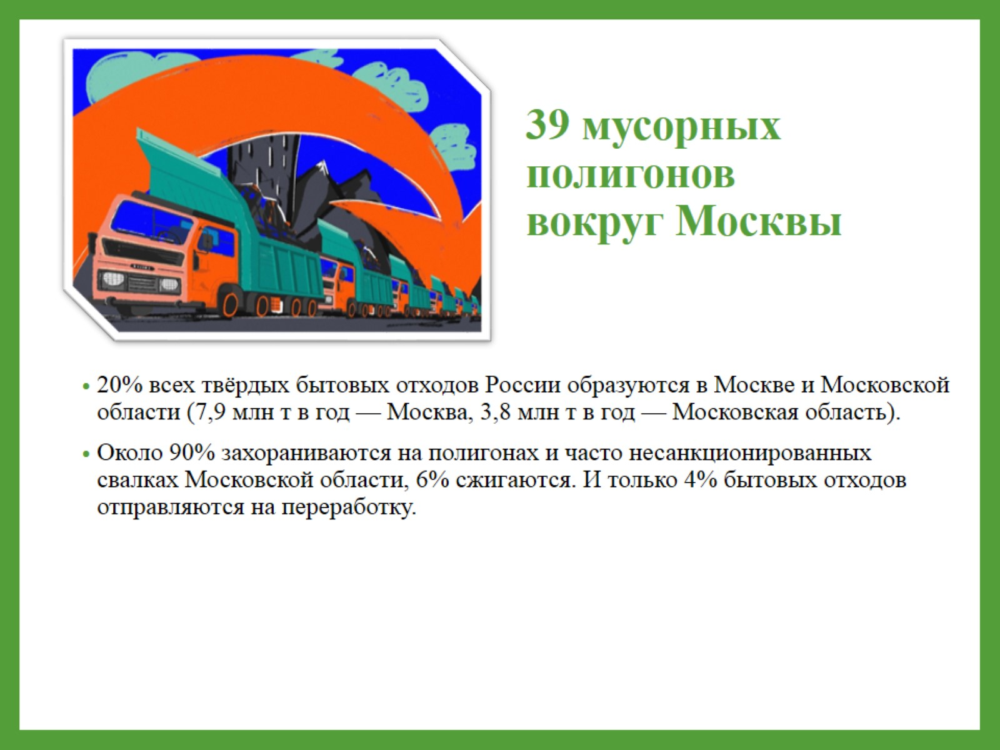 39 мусорных
полигонов
вокруг Москвы
• 20% всех твёрдых бытовых отходов России образуются в Москве и Московской
области (7,9 млн т в год — Москва, 3,8 млн т в год — Московская область).
• Около 90% захораниваются на полигонах и часто несанкционированных
свалках Московской области, 6% сжигаются. И только 4% бытовых отходов
отправляются на переработку.